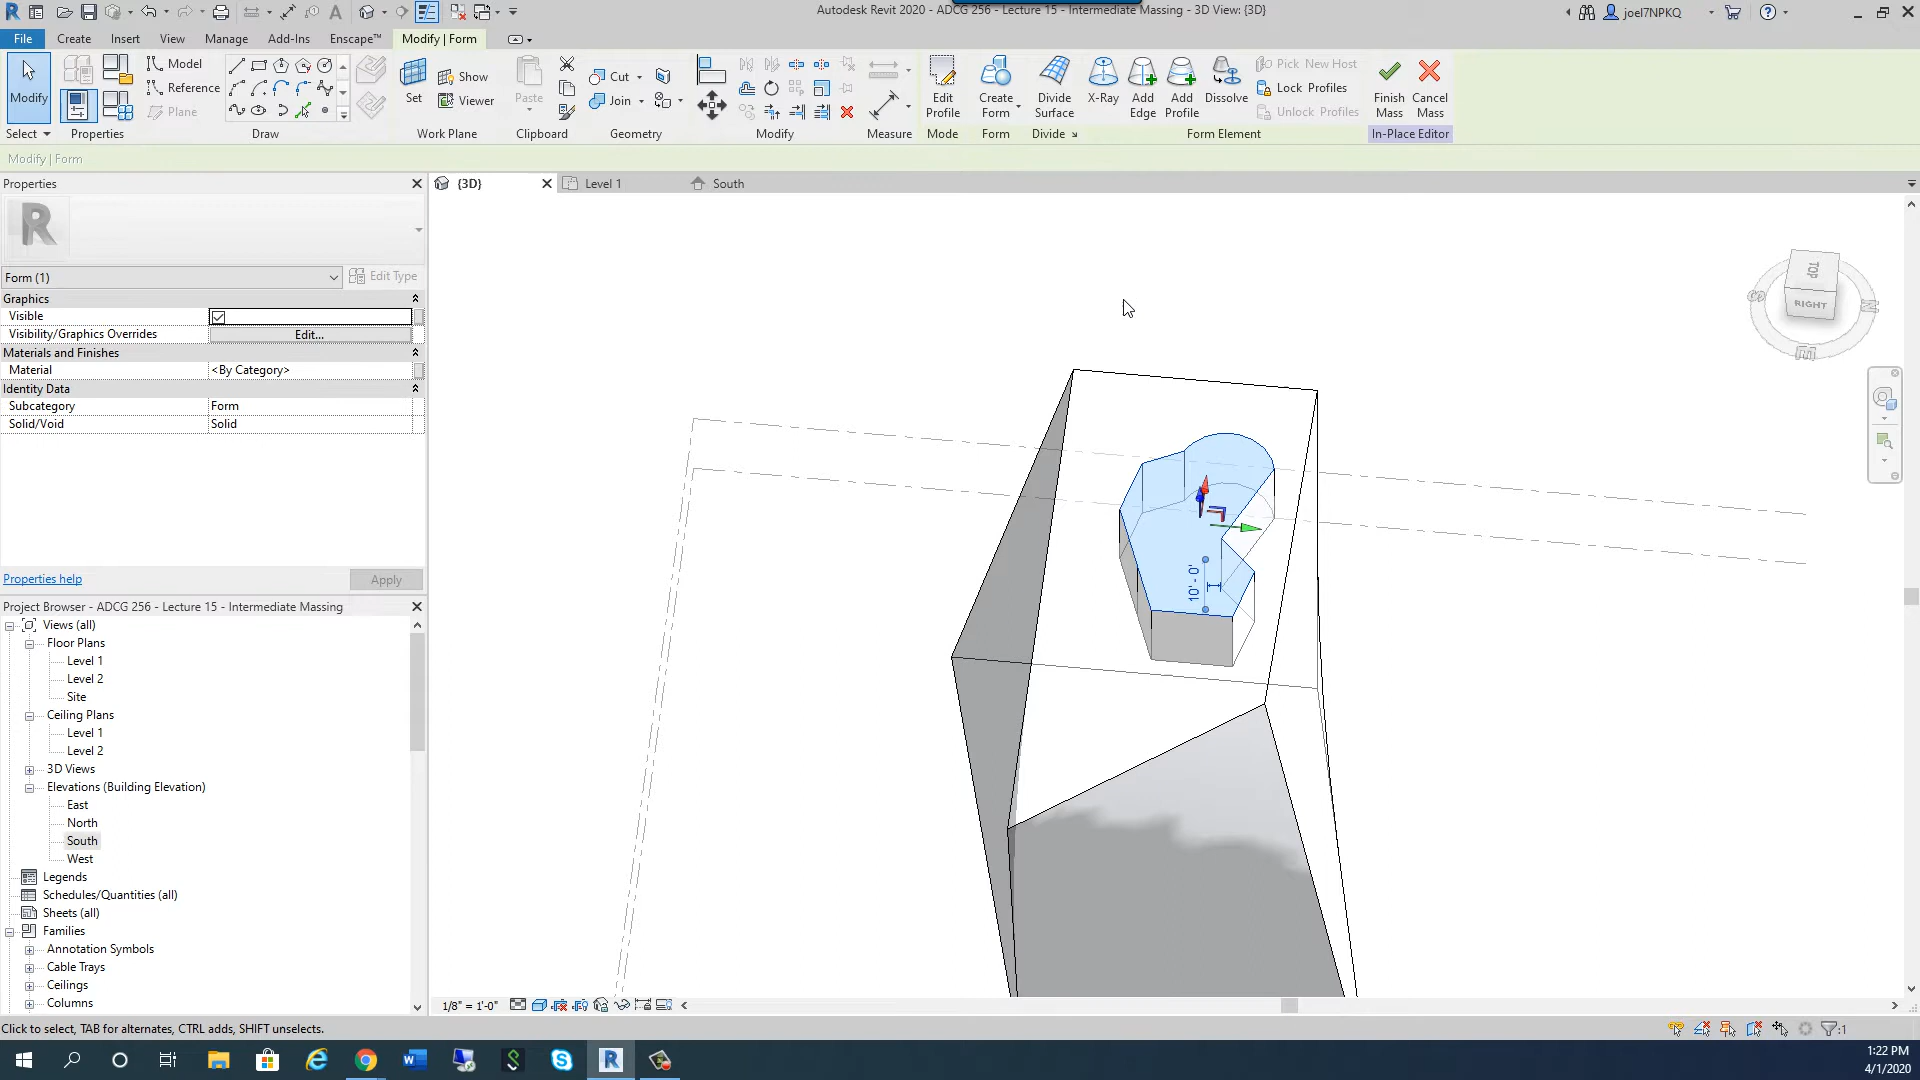 Autodesk Revit 2020 - ADCG 256 - Lecture 15 - Intermediate Massing - 3D View: {3D}
joel7NPKQ
File Create Insert View Manage Add-Ins Enscape™ Modify | Form
Model
Reference
Plane
Show
Viewer
Set
Paste
Cut
Join
Modify
Edit Profile
Create Form
Divide Surface
X-Ray
Add Edge
Add Profile
Dissolve
Pick New Host
Lock Profiles
Unlock Profiles
Finish Mass
Cancel Mass
Select Properties Draw Work Plane Clipboard Geometry Modify Measure Mode Form Divide Form Element In-Place Editor
Modify | Form
Properties
{3D} Level 1 South
R
Form (1) Edit Type
Graphics
Visible
Visibility/Graphics Overrides Edit...
Materials and Finishes
Material <By Category>
Identity Data
Subcategory Form
Solid/Void Solid
TOP
RIGHT
S
E
N
10' - 0"
Properties help Apply
Project Browser - ADCG 256 - Lecture 15 - Intermediate Massing
Views (all)
Floor Plans
Level 1
Level 2
Site
Ceiling Plans
Level 1
Level 2
3D Views
Elevations (Building Elevation)
East
North
South
West
Legends
Schedules/Quantities (all)
Sheets (all)
Families
Annotation Symbols
Cable Trays
Ceilings
Columns
1/8" = 1'-0"
Click to select, TAB for alternates, CTRL adds, SHIFT unselects.
:1
1:22 PM
4/1/2020